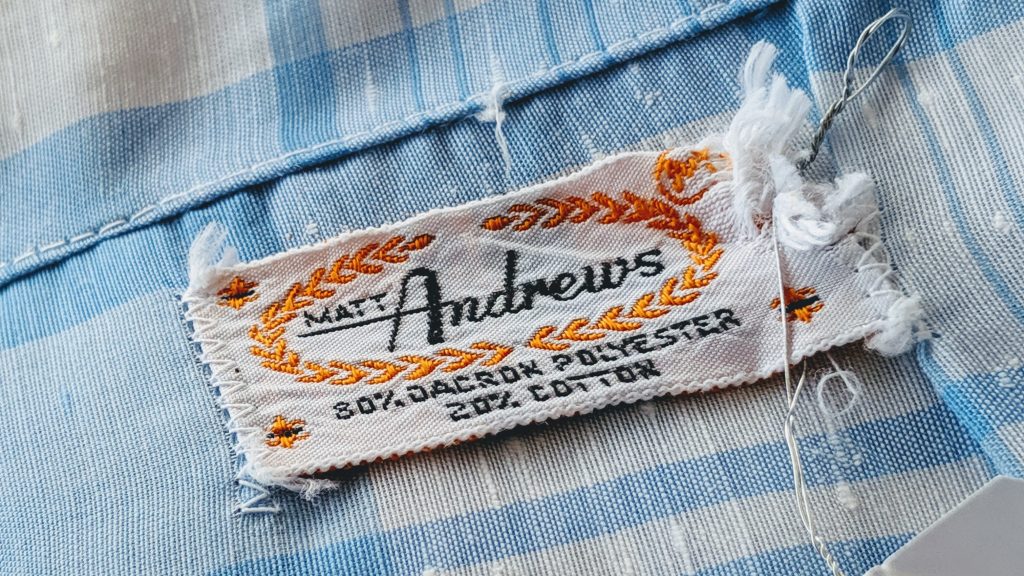 MATT Andrews
80% DACRON POLYESTER
20% COTTON